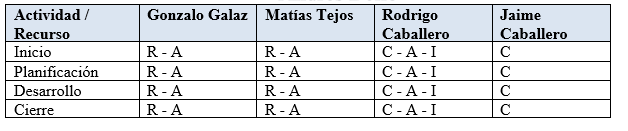 Actividad / Recurso Gonzalo Galaz Matías Tejos Rodrigo Caballero Jaime Caballero
Inicio R - A R - A C - A - I C
Planificación R - A R - A C - A - I C
Desarrollo R - A R - A C - A - I C
Cierre R - A R - A C - A - I C